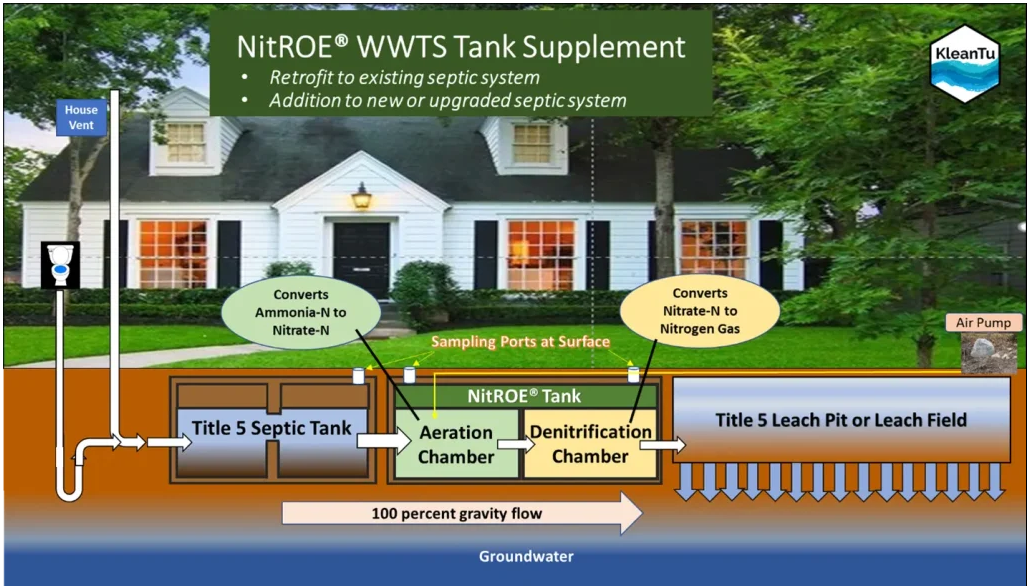 NitROE® WWTS Tank Supplement
• Retrofit to existing septic system
• Addition to new or upgraded septic system
KleanTu
House
Vent
Converts
Ammonia-N to
Nitrate-N
Converts
Nitrate-N to
Nitrogen Gas
Air Pump
Sampling Ports at Surface
NitROE® Tank
Title 5 Septic Tank
Aeration
Chamber
Denitrification
Chamber
Title 5 Leach Pit or Leach Field
100 percent gravity flow
Groundwater